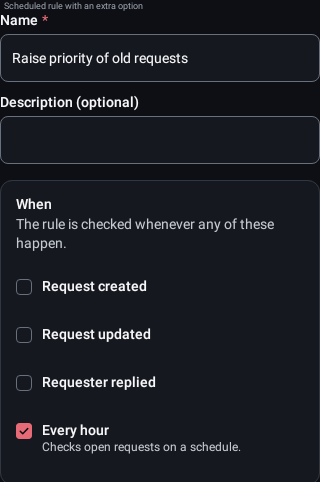 Scheduled rule with an extra option
Name *
Raise priority of old requests
Description (optional)
When
The rule is checked whenever any of these
happen.
Request created
Request updated
Requester replied
Every hour
Checks open requests on a schedule.